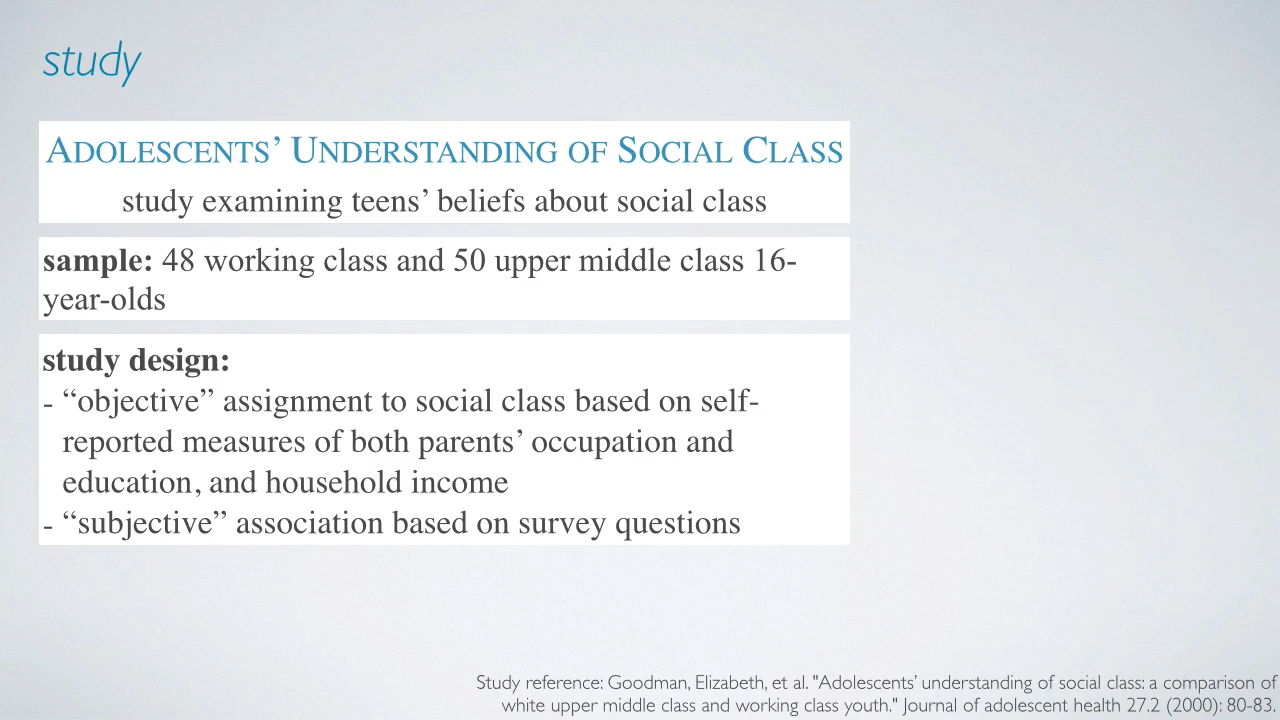 study
ADOLESCENTS’ UNDERSTANDING OF SOCIAL CLASS
study examining teens’ beliefs about social class
sample: 48 working class and 50 upper middle class 16-
year-olds
study design:
- “objective” assignment to social class based on self-
reported measures of both parents’ occupation and
education, and household income
- “subjective” association based on survey questions
Study reference: Goodman, Elizabeth, et al. "Adolescents’ understanding of social class: a comparison of
white upper middle class and working class youth." Journal of adolescent health 27.2 (2000): 80-83.